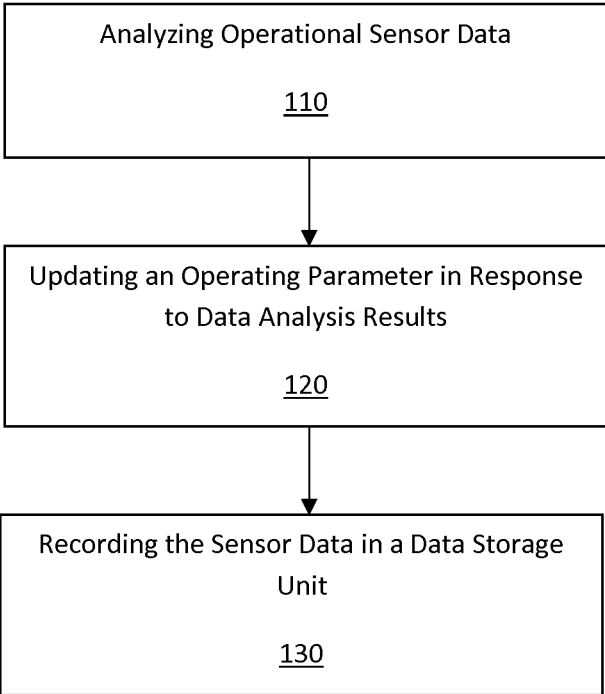 Analyzing Operational Sensor Data
110
Updating an Operating Parameter in Response
to Data Analysis Results
120
Recording the Sensor Data in a Data Storage
Unit
130